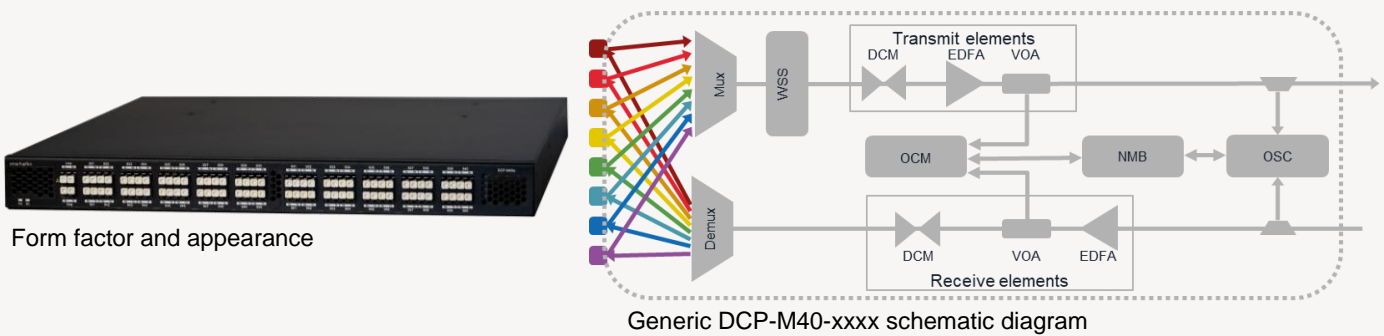 Form factor and appearance
Transmit elements
DCM EDFA VOA
Mux
WSS
OCM
NMB
OSC
Demux
DCM VOA EDFA
Receive elements
Generic DCP-M40-xxxx schematic diagram